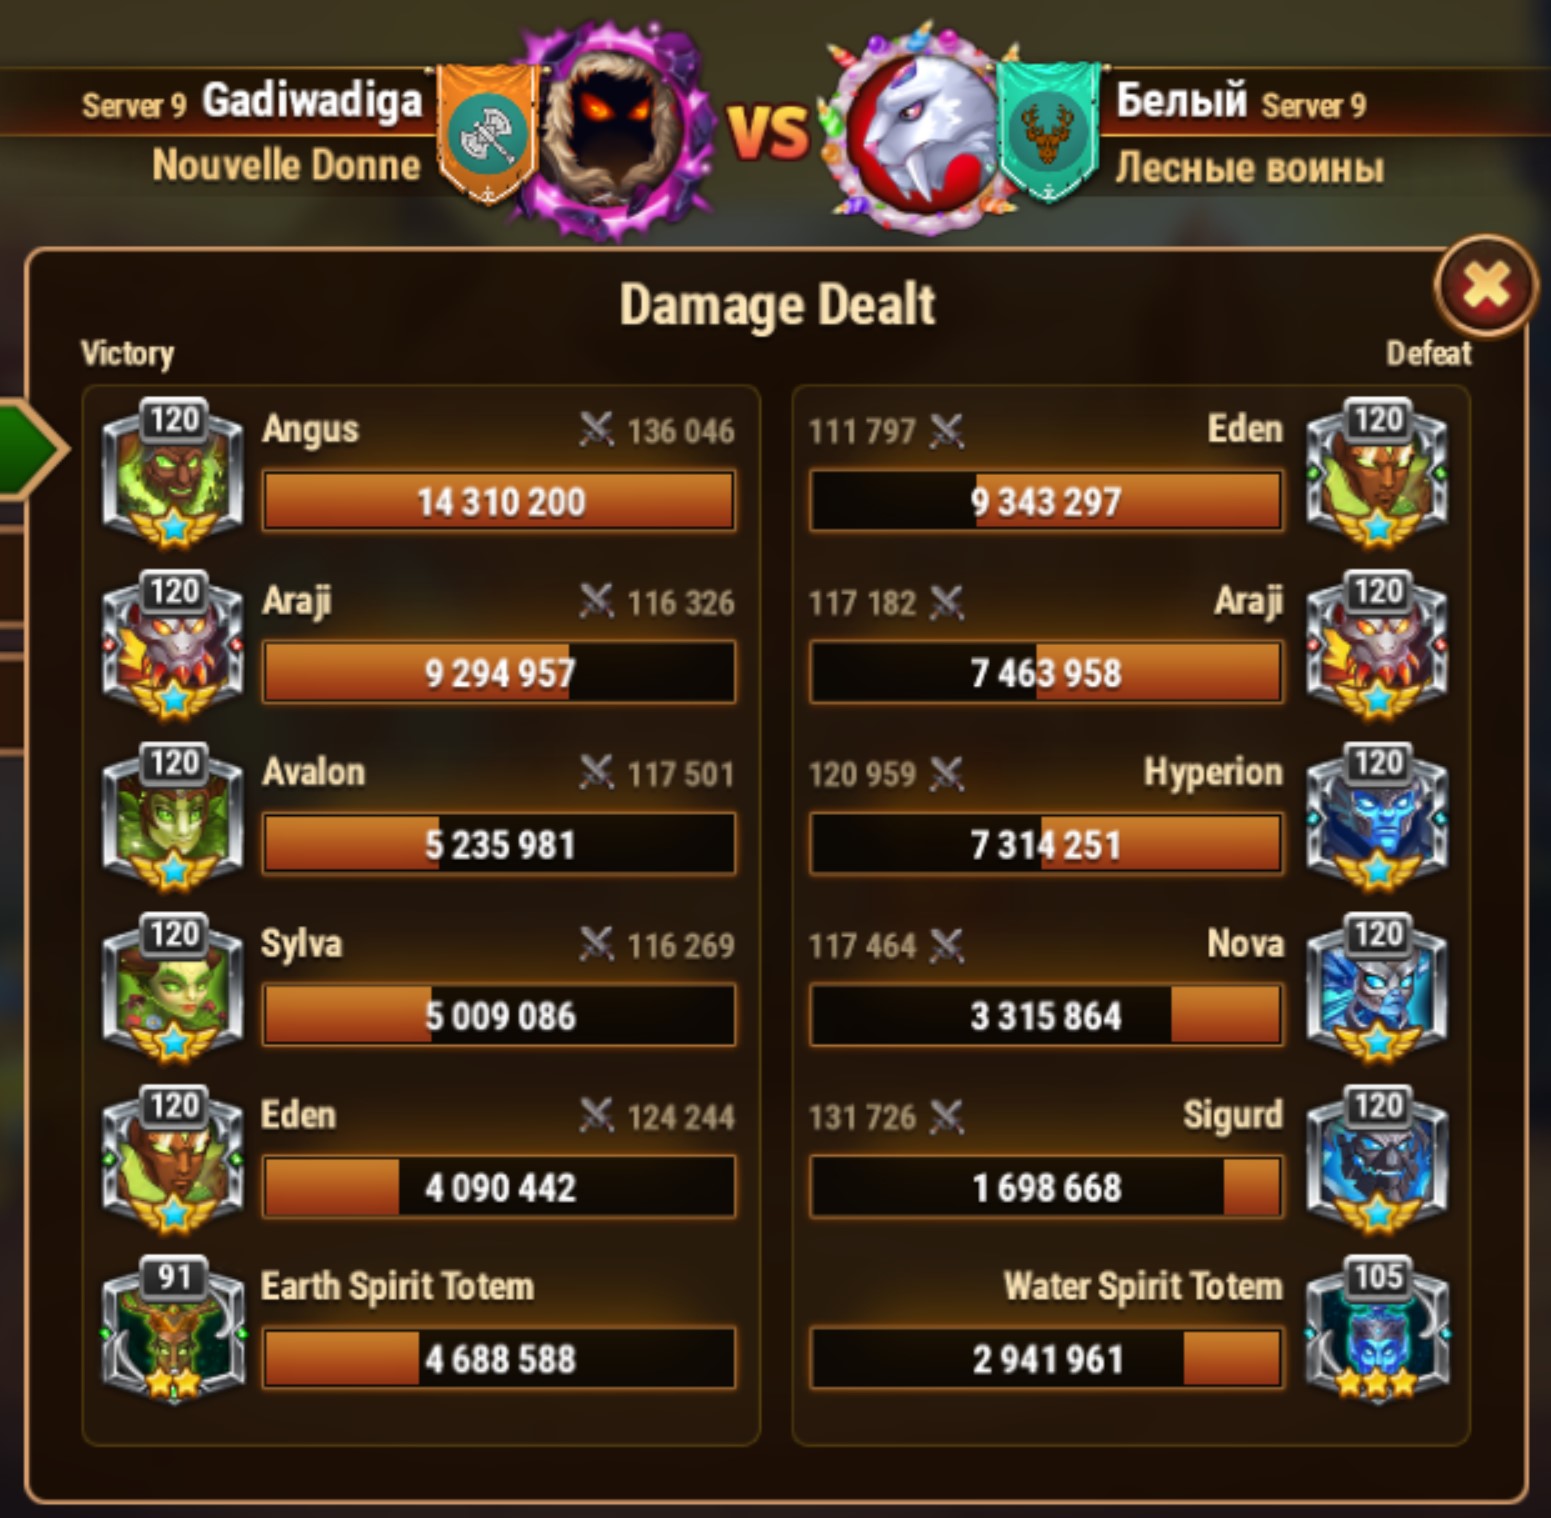 Server 9 Gadiwadiga
Nouvelle Donne
VS
Белый Server 9
Лесные воины
Damage Dealt
Victory
Defeat
120 Angus 136 046
14 310 200
111 797 Eden 120
9 343 297
120 Araji 116 326
9 294 957
117 182 Araji 120
7 463 958
120 Avalon 117 501
5 235 981
120 959 Hyperion 120
7 314 251
120 Sylva 116 269
5 009 086
117 464 Nova 120
3 315 864
120 Eden 124 244
4 090 442
131 726 Sigurd 120
1 698 668
91 Earth Spirit Totem
4 688 588
Water Spirit Totem 105
2 941 961